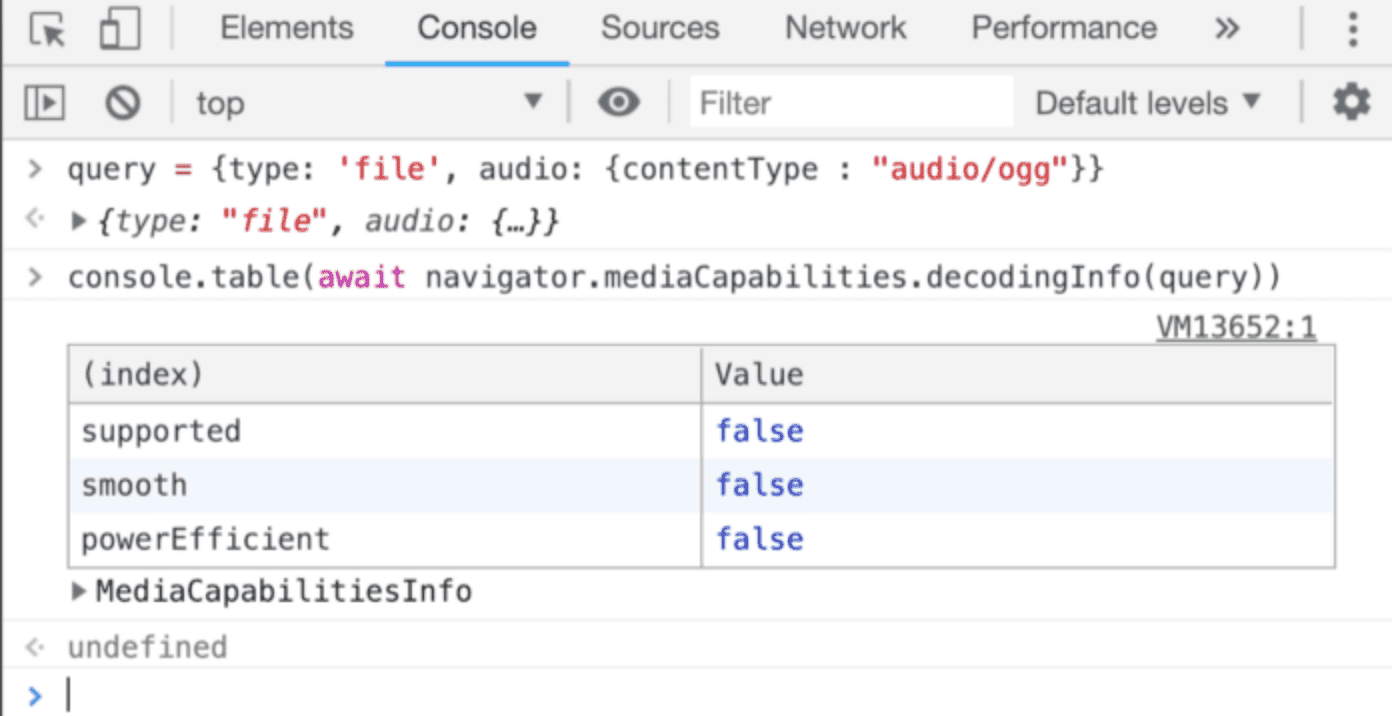 Elements Console Sources Network Performance »
top Filter Default levels
> query = {type: 'file', audio: {contentType : "audio/ogg"}}
{type: "file", audio: {…}}
> console.table(await navigator.mediaCapabilities.decodingInfo(query))
VM13652:1
(index) Value
supported false
smooth false
powerEfficient false
MediaCapabilitiesInfo
undefined
>